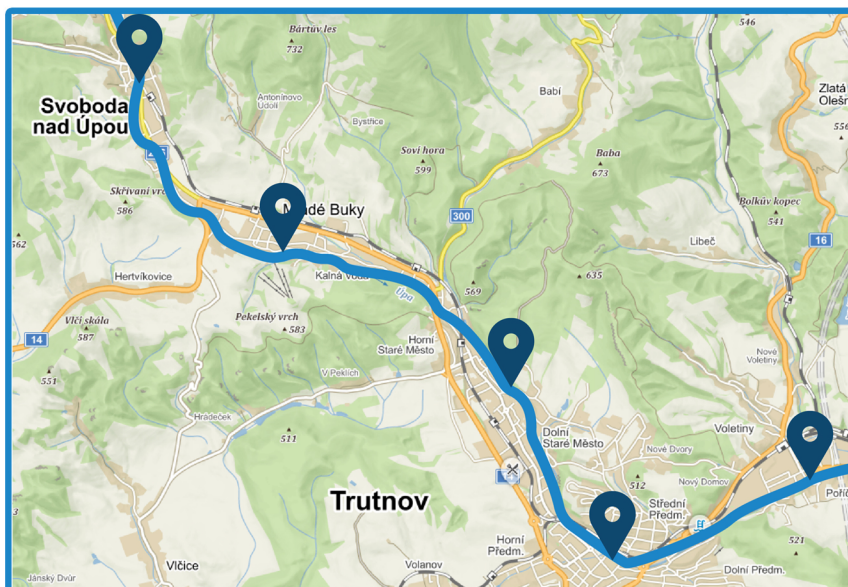 Bártův les
732
546
Zlatá
Olešn
Antonínovo
Údolí
Babí
Svoboda
nad Úpou
Bystřice
556
Soví hora
599
Baba
673
Skřivaní vrc
586
Mladé Buky
300
Bolkův kopec
541
562
16
Libeč
Hertvíkovice
Kalná Voda
635
Úpa
569
Pekelský vrch
583
Vlčí skála
587
14
Horní
Staré Město
Nové
Voletiny
551
V Peklích
Hrádeček
511
Dolní
Staré Město
Voletiny
Nové Dvory
512
Nový Domov
Trutnov
Střední
Předm.
Poříč
521
Horní
Předm.
Vlčice
Volanov
Dolní Předm.
Jánský Dvůr